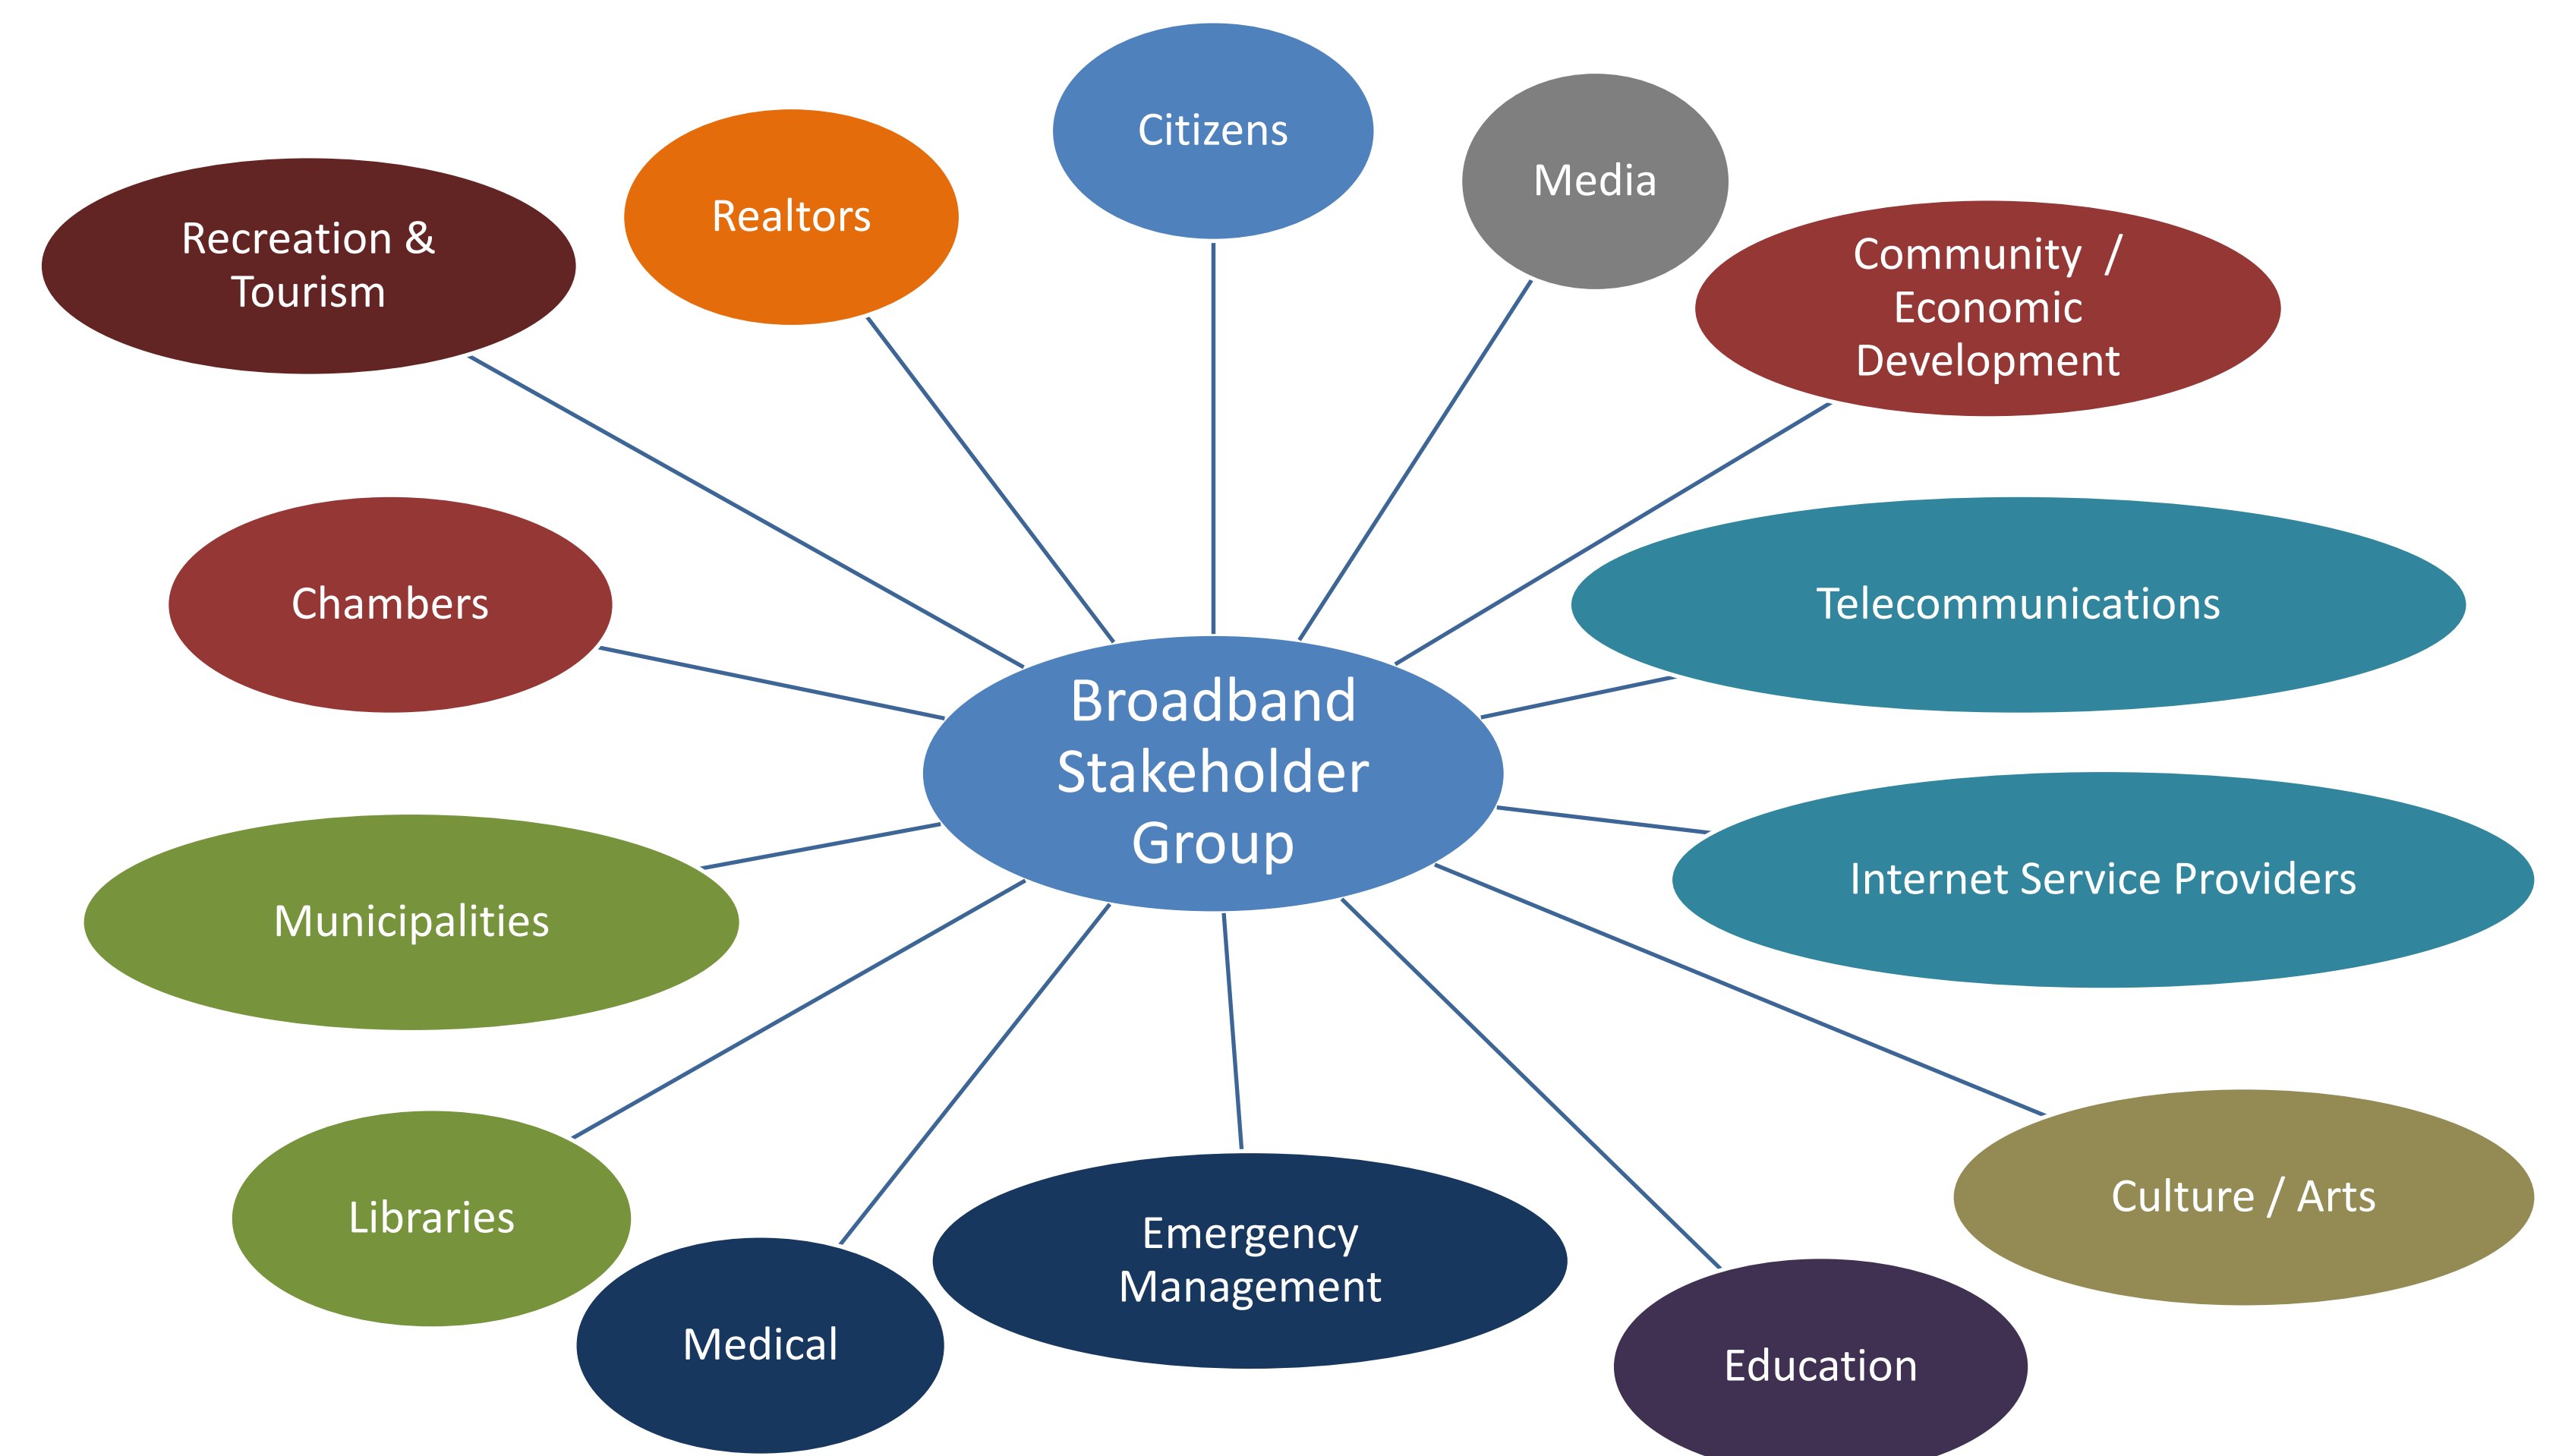 Citizens
Media
Realtors
Recreation &
Tourism
Community  /
Economic
Development
Chambers
Telecommunications
Broadband
Stakeholder
Group
Internet Service Providers
Municipalities
Culture / Arts
Libraries
Emergency
Management
Medical
Education